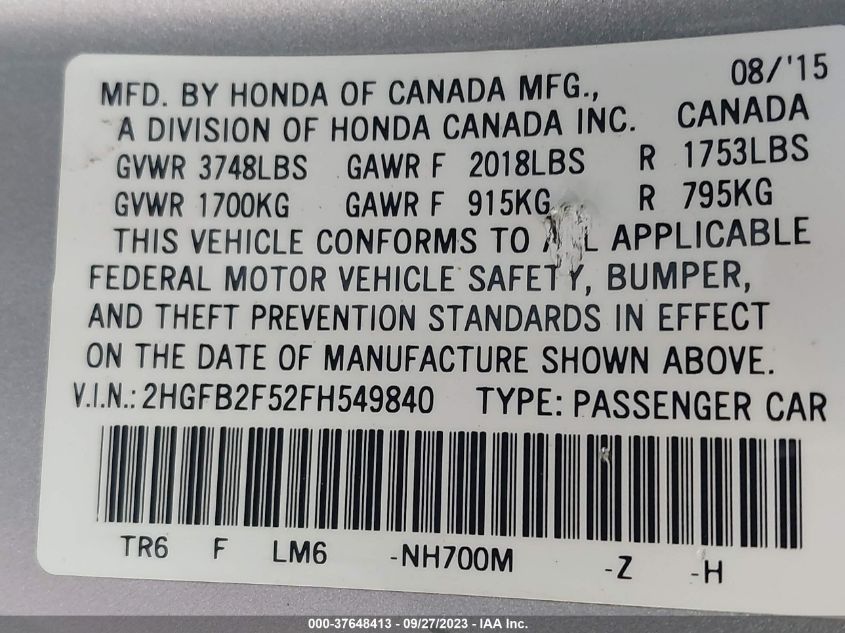 08/'15
MFD. BY HONDA OF CANADA MFG.,
A DIVISION OF HONDA CANADA INC. CANADA
GVWR 3748LBS GAWR F 2018LBS R 1753LBS
GVWR 1700KG GAWR F 915KG R 795KG
THIS VEHICLE CONFORMS TO ALL APPLICABLE
FEDERAL MOTOR VEHICLE SAFETY, BUMPER,
AND THEFT PREVENTION STANDARDS IN EFFECT
ON THE DATE OF MANUFACTURE SHOWN ABOVE.
V.I.N.: 2HGFB2F52FH549840 TYPE: PASSENGER CAR
TR6 F LM6 -NH700M -Z -H
000-37648413 - 09/27/2023 - IAA Inc.